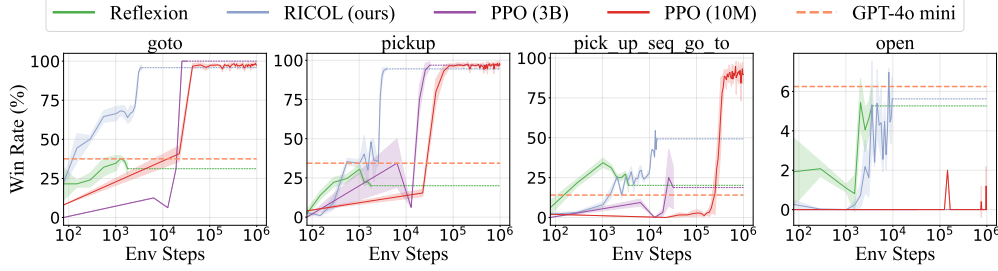 Reflexion RICOL (ours) PPO (3B) PPO (10M) GPT-4o mini
goto pickup pick_up_seq_go_to open
Win Rate (%)
100
75
50
25
0
10² 10³ 10⁴ 10⁵ 10⁶
Env Steps
100
75
50
25
0
10² 10³ 10⁴ 10⁵ 10⁶
Env Steps
100
75
50
25
0
10² 10³ 10⁴ 10⁵ 10⁶
Env Steps
6
4
2
0
10² 10³ 10⁴ 10⁵ 10⁶
Env Steps